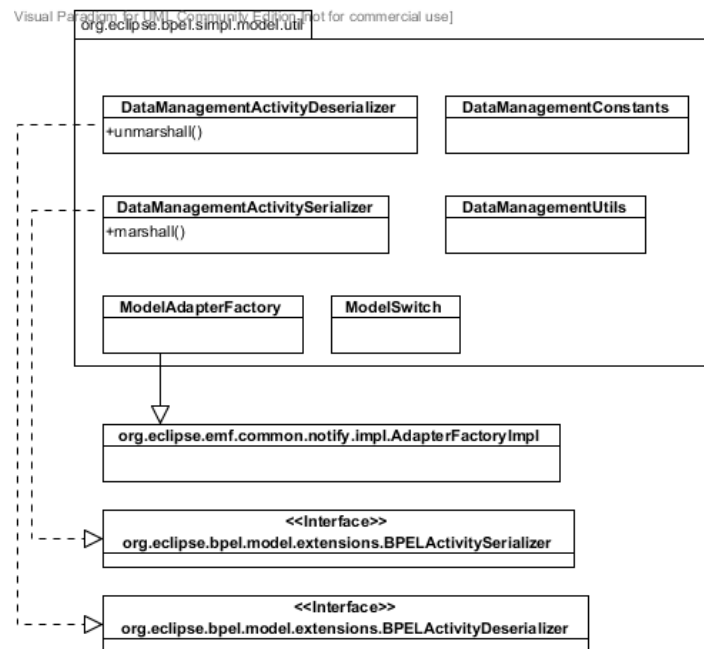 Visual Paradigm for UML Community Edition [not for commercial use]
org.eclipse.bpel.simpl.model.util
DataManagementActivityDeserializer
+unmarshall()
DataManagementConstants
DataManagementActivitySerializer
+marshall()
DataManagementUtils
ModelAdapterFactory
ModelSwitch
org.eclipse.emf.common.notify.impl.AdapterFactoryImpl
<<Interface>>
org.eclipse.bpel.model.extensions.BPELActivitySerializer
<<Interface>>
org.eclipse.bpel.model.extensions.BPELActivityDeserializer